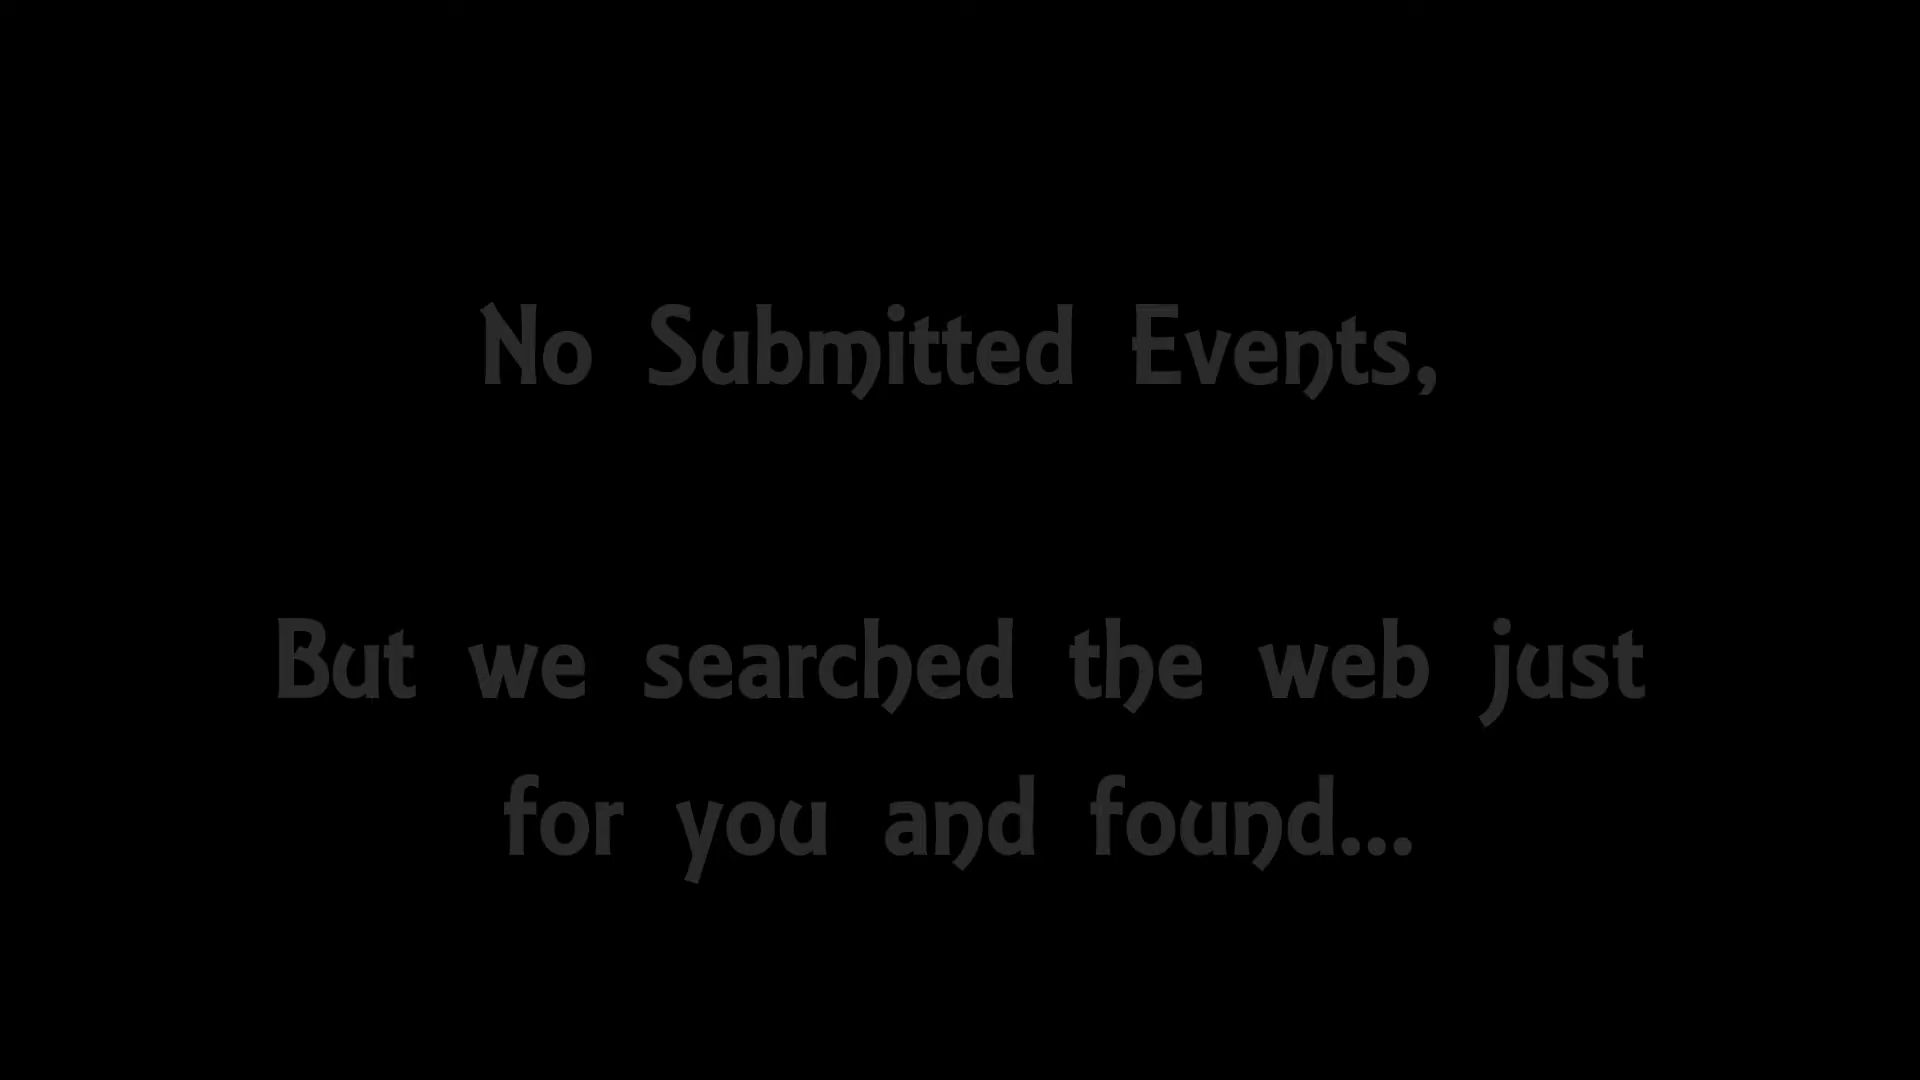 No Submitted Events,
But we searched the web just
for you and found...